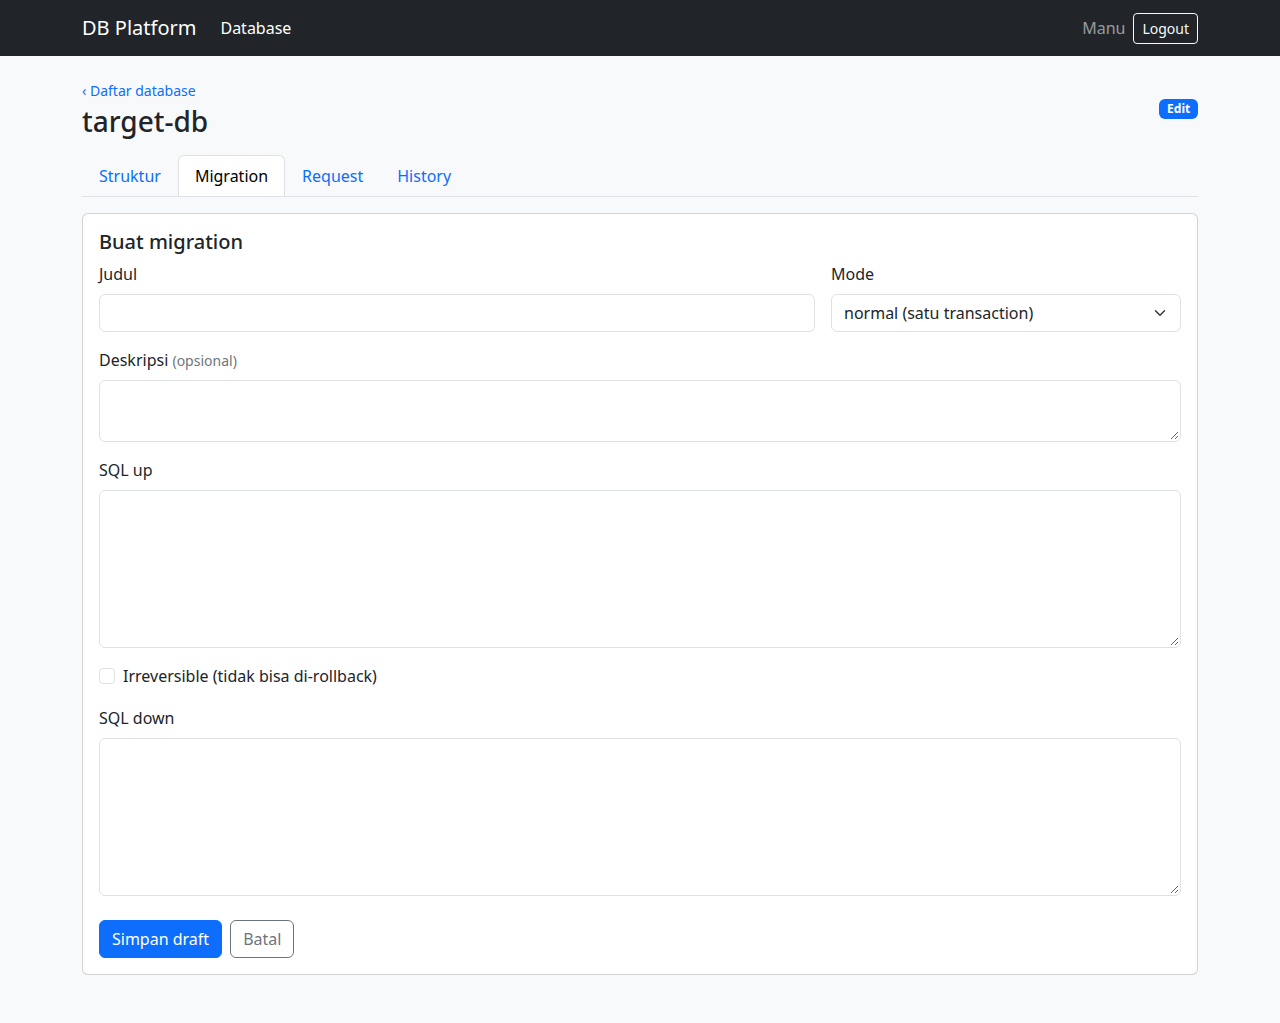 DB Platform Database Manu Logout
‹ Daftar database
target-db Edit
Struktur Migration Request History
Buat migration
Judul Mode
normal (satu transaction)
Deskripsi (opsional)
SQL up
Irreversible (tidak bisa di-rollback)
SQL down
Simpan draft Batal